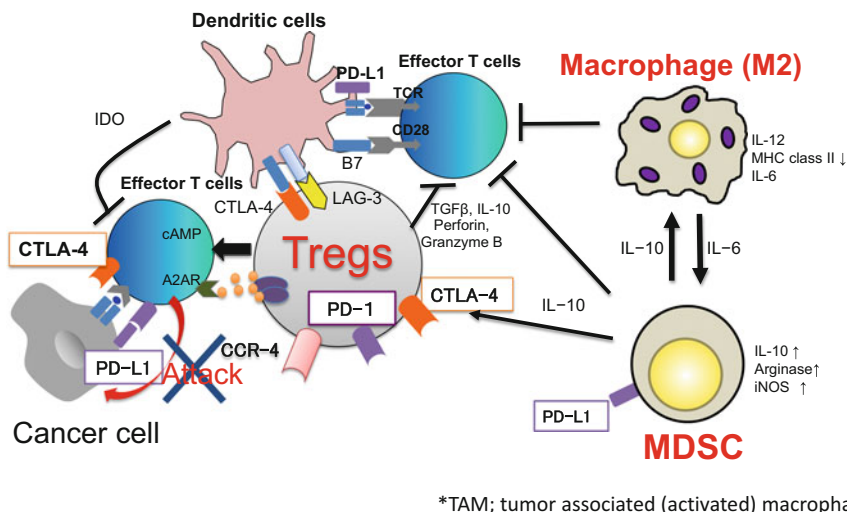 Dendritic cells
Effector T cells
PD-L1
TCR
CD28
B7
Macrophage (M2)
IL-12
MHC class II ↓
IL-6
IDO
Effector T cells
CTLA-4
LAG-3
TGFβ, IL-10
Perforin,
Granzyme B
CTLA-4
cAMP
A2AR
Tregs
IL−10
IL−6
PD−1
CTLA−4
IL−10
CCR−4
PD−L1
Attack
IL-10 ↑
Arginase↑
iNOS ↑
PD−L1
Cancer cell
MDSC
*TAM; tumor associated (activated) macropha